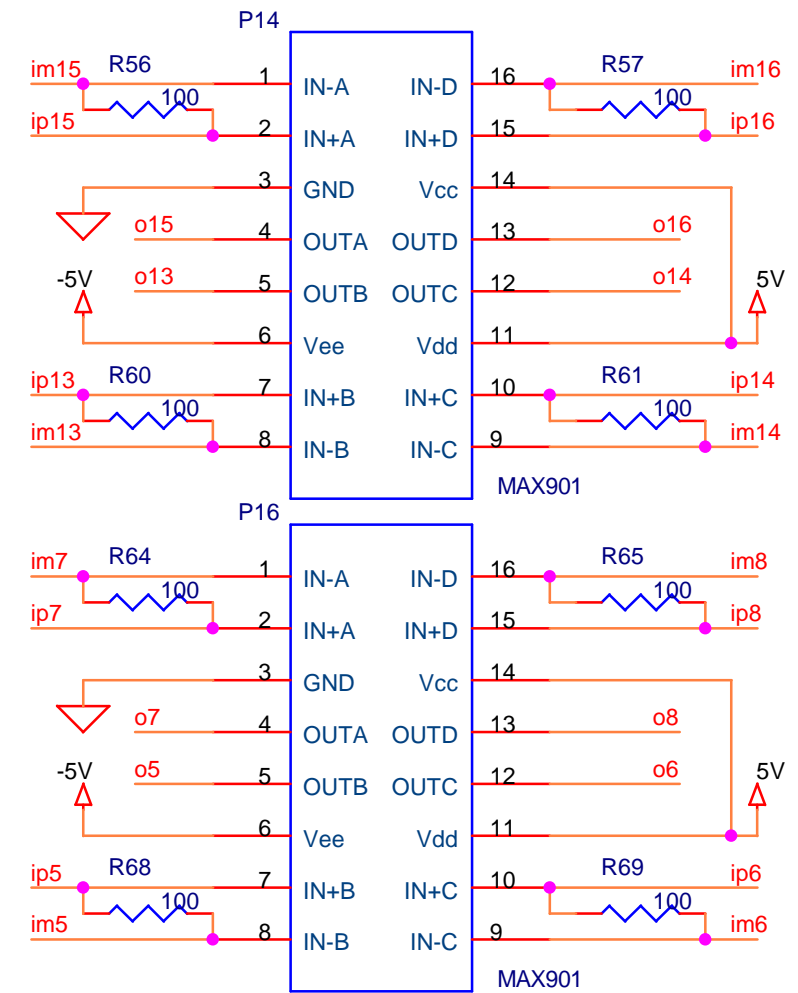 P14
im15 R56 1 IN-A IN-D 16 R57 im16
100 100
ip15 2 IN+A IN+D 15 ip16
3 GND Vcc 14
o15 4 OUTA OUTD 13 o16
-5V o13 5 OUTB OUTC 12 o14 5V
6 Vee Vdd 11
ip13 R60 7 IN+B IN+C 10 R61 ip14
100 100
im13 8 IN-B IN-C 9 im14
MAX901
P16
im7 R64 1 IN-A IN-D 16 R65 im8
100 100
ip7 2 IN+A IN+D 15 ip8
3 GND Vcc 14
o7 4 OUTA OUTD 13 o8
-5V o5 5 OUTB OUTC 12 o6 5V
6 Vee Vdd 11
ip5 R68 7 IN+B IN+C 10 R69 ip6
100 100
im5 8 IN-B IN-C 9 im6
MAX901